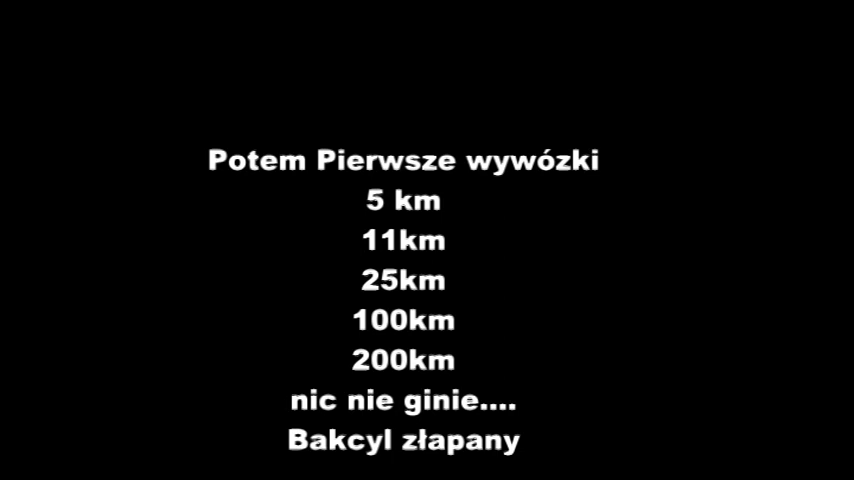 Potem Pierwsze wywózki
5 km
11km
25km
100km
200km
nic nie ginie....
Bakcyl złapany